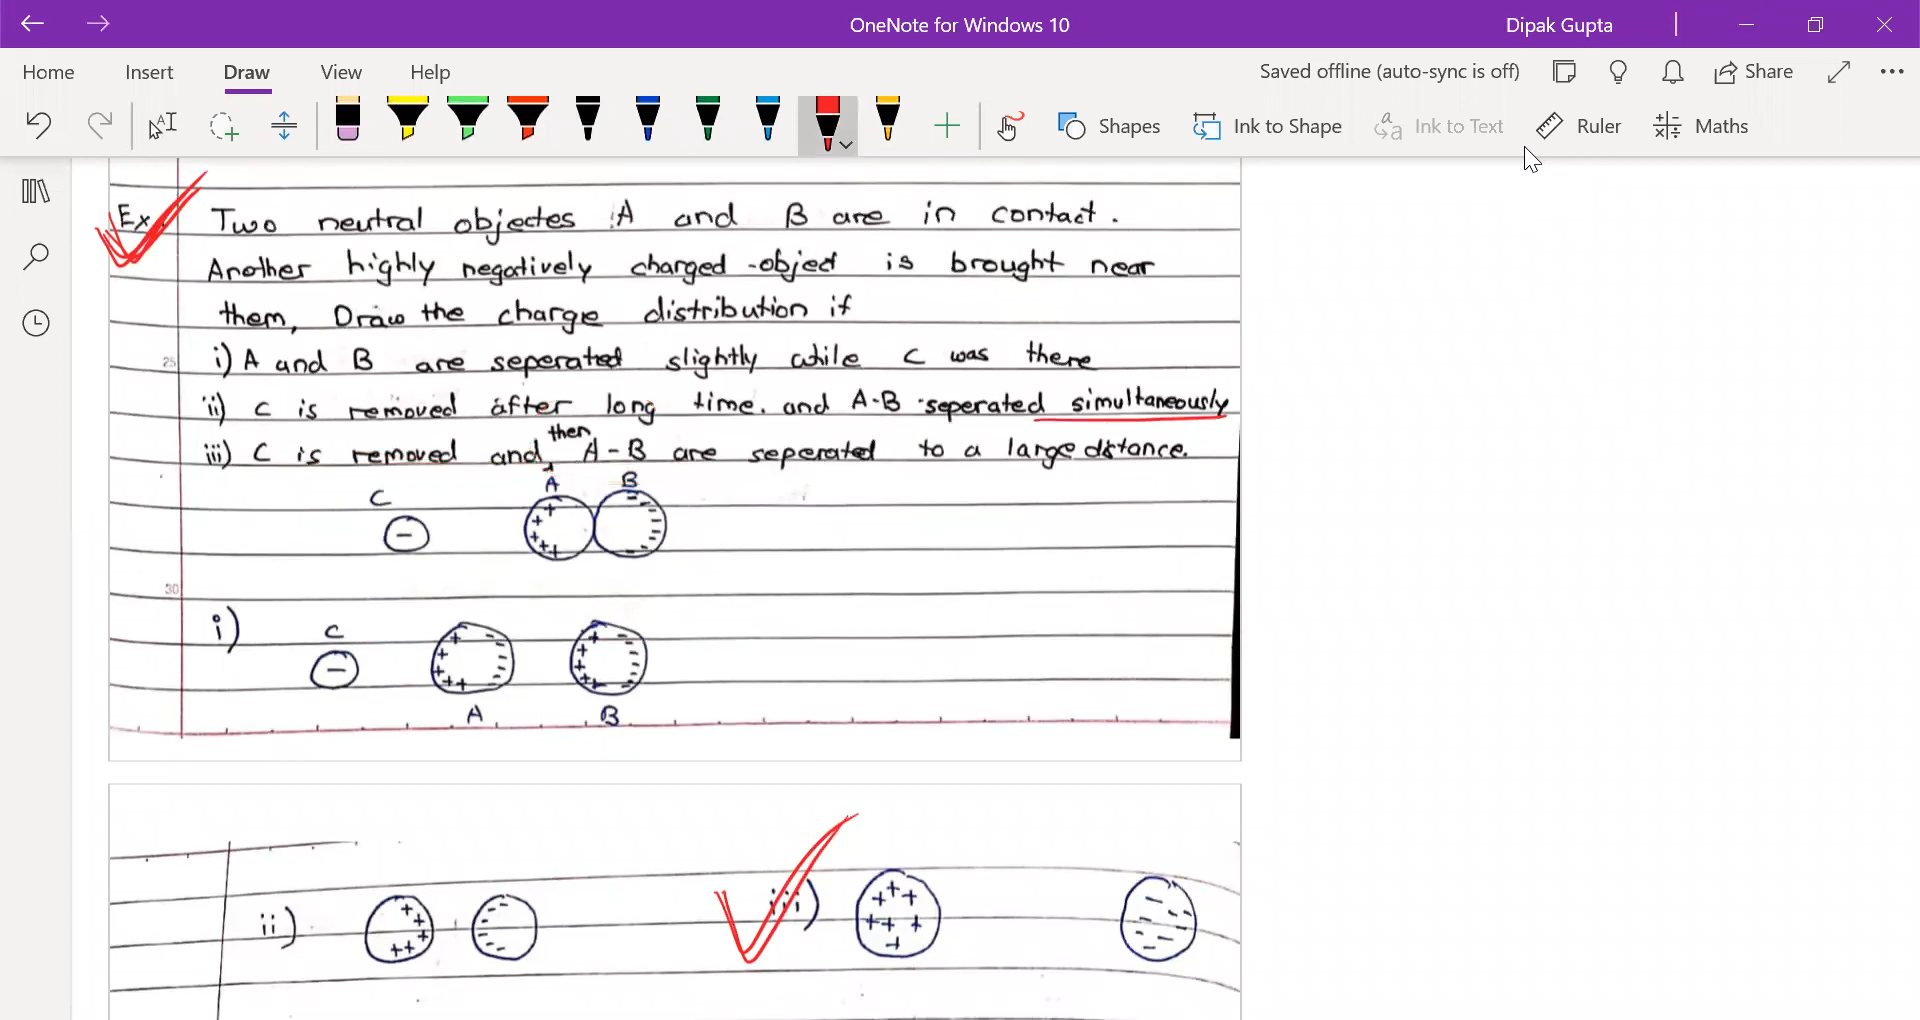 OneNote for Windows 10
Dipak Gupta
Home Insert Draw View Help
Saved offline (auto-sync is off)
Share
Shapes
Ink to Shape
Ink to Text
Ruler
Maths
Ex. Two neutral objectes A and B are in contact.
Another highly negatively charged -object is brought near
them, Draw the charge distribution if
25
i) A and B are seperated slightly while C was there
ii) C is removed after long time. and A-B seperated simultaneously
then
iii) C is removed and A-B are seperated to a large distance.
C A B
−
+ + + + + +
− − − − − − −
30
i) C
−
+ + + + + − − − − −
+ + + + + − − − − −
A B
ii) + + + + + +
− − − − − −
iii) + + + + + + +
− − − − − − −